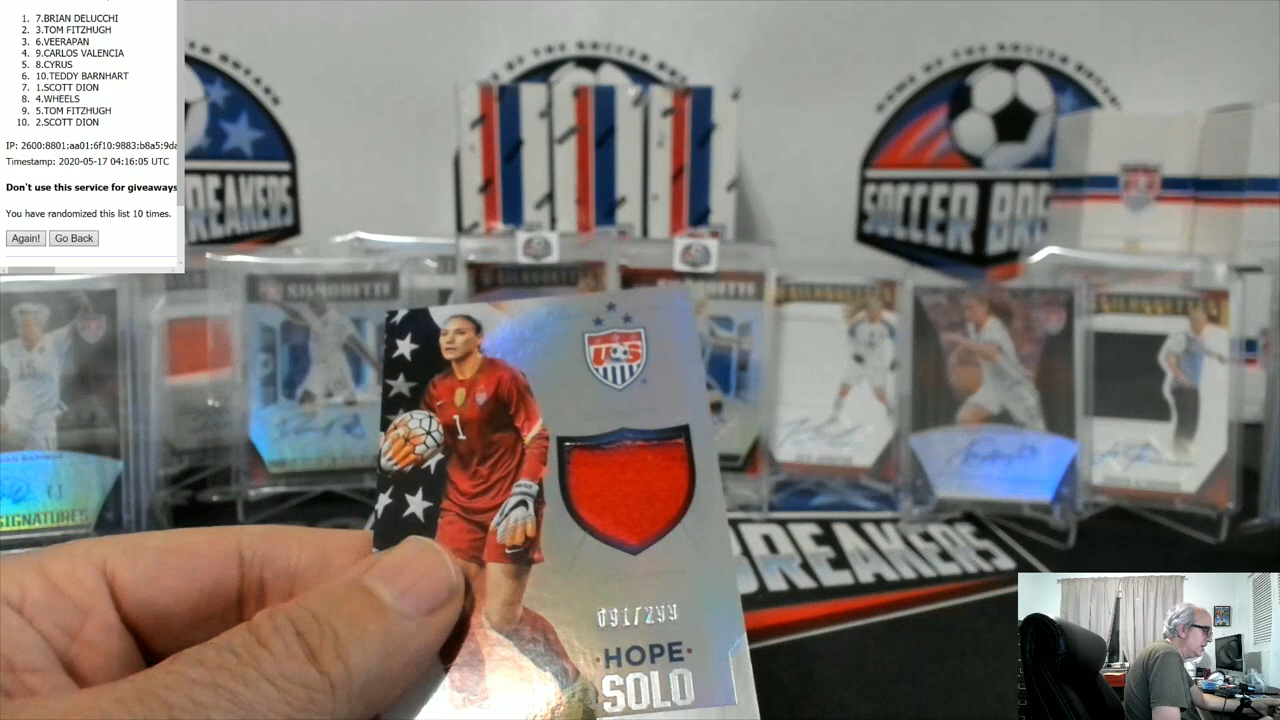 1. 7.BRIAN DELUCCHI
2. 3.TOM FITZHUGH
3. 6.VEERAPAN
4. 9.CARLOS VALENCIA
5. 8.CYRUS
6. 10.TEDDY BARNHART
7. 1.SCOTT DION
8. 4.WHEELS
9. 5.TOM FITZHUGH
10. 2.SCOTT DION
IP: 2600:8801:aa01:6f10:9883:b8a5:9da
Timestamp: 2020-05-17 04:16:05 UTC
Don't use this service for giveaways
You have randomized this list 10 times.
Again! Go Back
REAKERS
SOCCER BRE
SILHOUETTE
15
SIGNATURES
US
1
091/299
·HOPE·
SOLO
BREAKERS